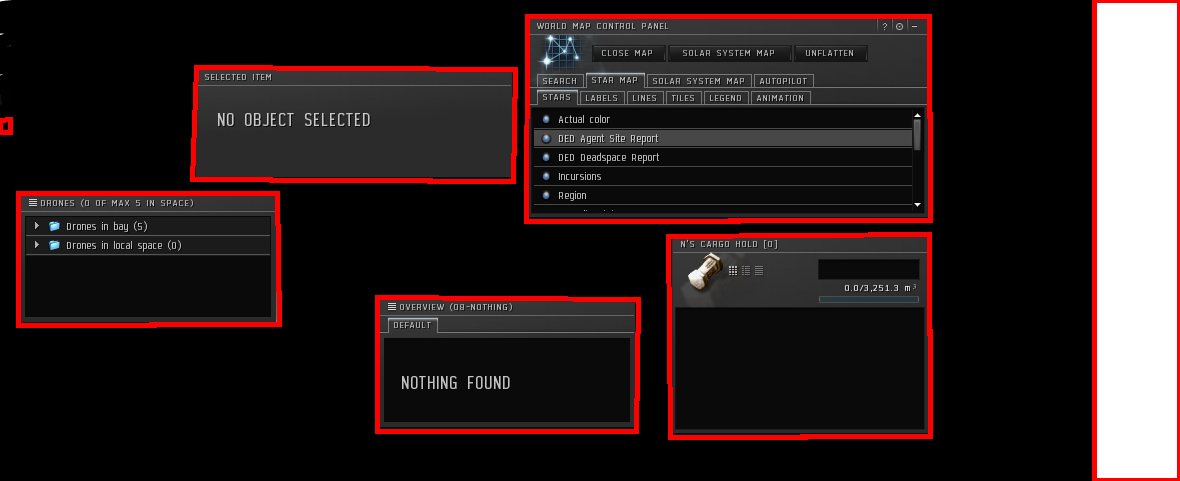 WORLD MAP CONTROL PANEL
CLOSE MAP SOLAR SYSTEM MAP UNFLATTEN
SEARCH STAR MAP SOLAR SYSTEM MAP AUTOPILOT
STARS LABELS LINES TILES LEGEND ANIMATION
Actual color
DED Agent Site Report
DED Deadspace Report
Incursions
Region
SELECTED ITEM
NO OBJECT SELECTED
DRONES (0 OF MAX 5 IN SPACE)
Drones in bay (5)
Drones in local space (0)
N'S CARGO HOLD [0]
0.0/3,251.3 m³
OVERVIEW (OB-NOTHING)
DEFAULT
NOTHING FOUND